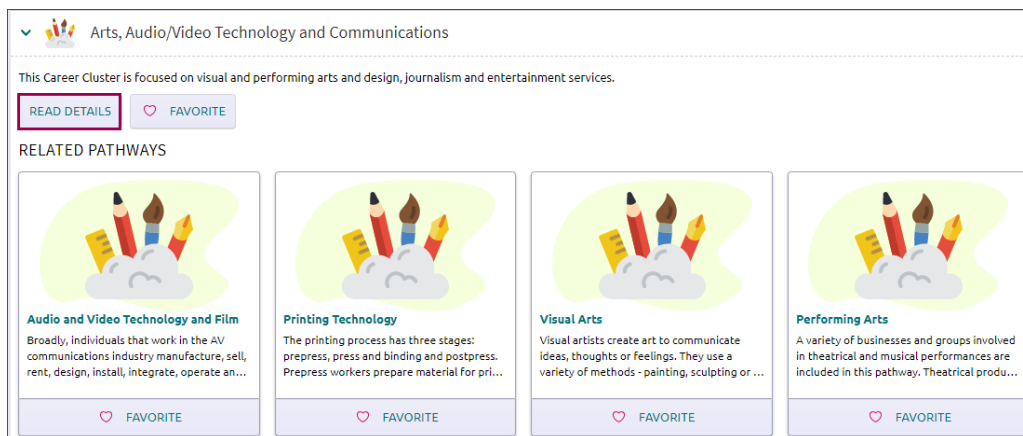 Arts, Audio/Video Technology and Communications
This Career Cluster is focused on visual and performing arts and design, journalism and entertainment services.
READ DETAILS
FAVORITE
RELATED PATHWAYS
Audio and Video Technology and Film
Broadly, individuals that work in the AV
communications industry manufacture, sell,
rent, design, install, integrate, operate an...
FAVORITE
Printing Technology
The printing process has three stages:
prepress, press and binding and postpress.
Prepress workers prepare material for pri...
FAVORITE
Visual Arts
Visual artists create art to communicate
ideas, thoughts or feelings. They use a
variety of methods - painting, sculpting or ...
FAVORITE
Performing Arts
A variety of businesses and groups involved
in theatrical and musical performances are
included in this pathway. Theatrical produ...
FAVORITE